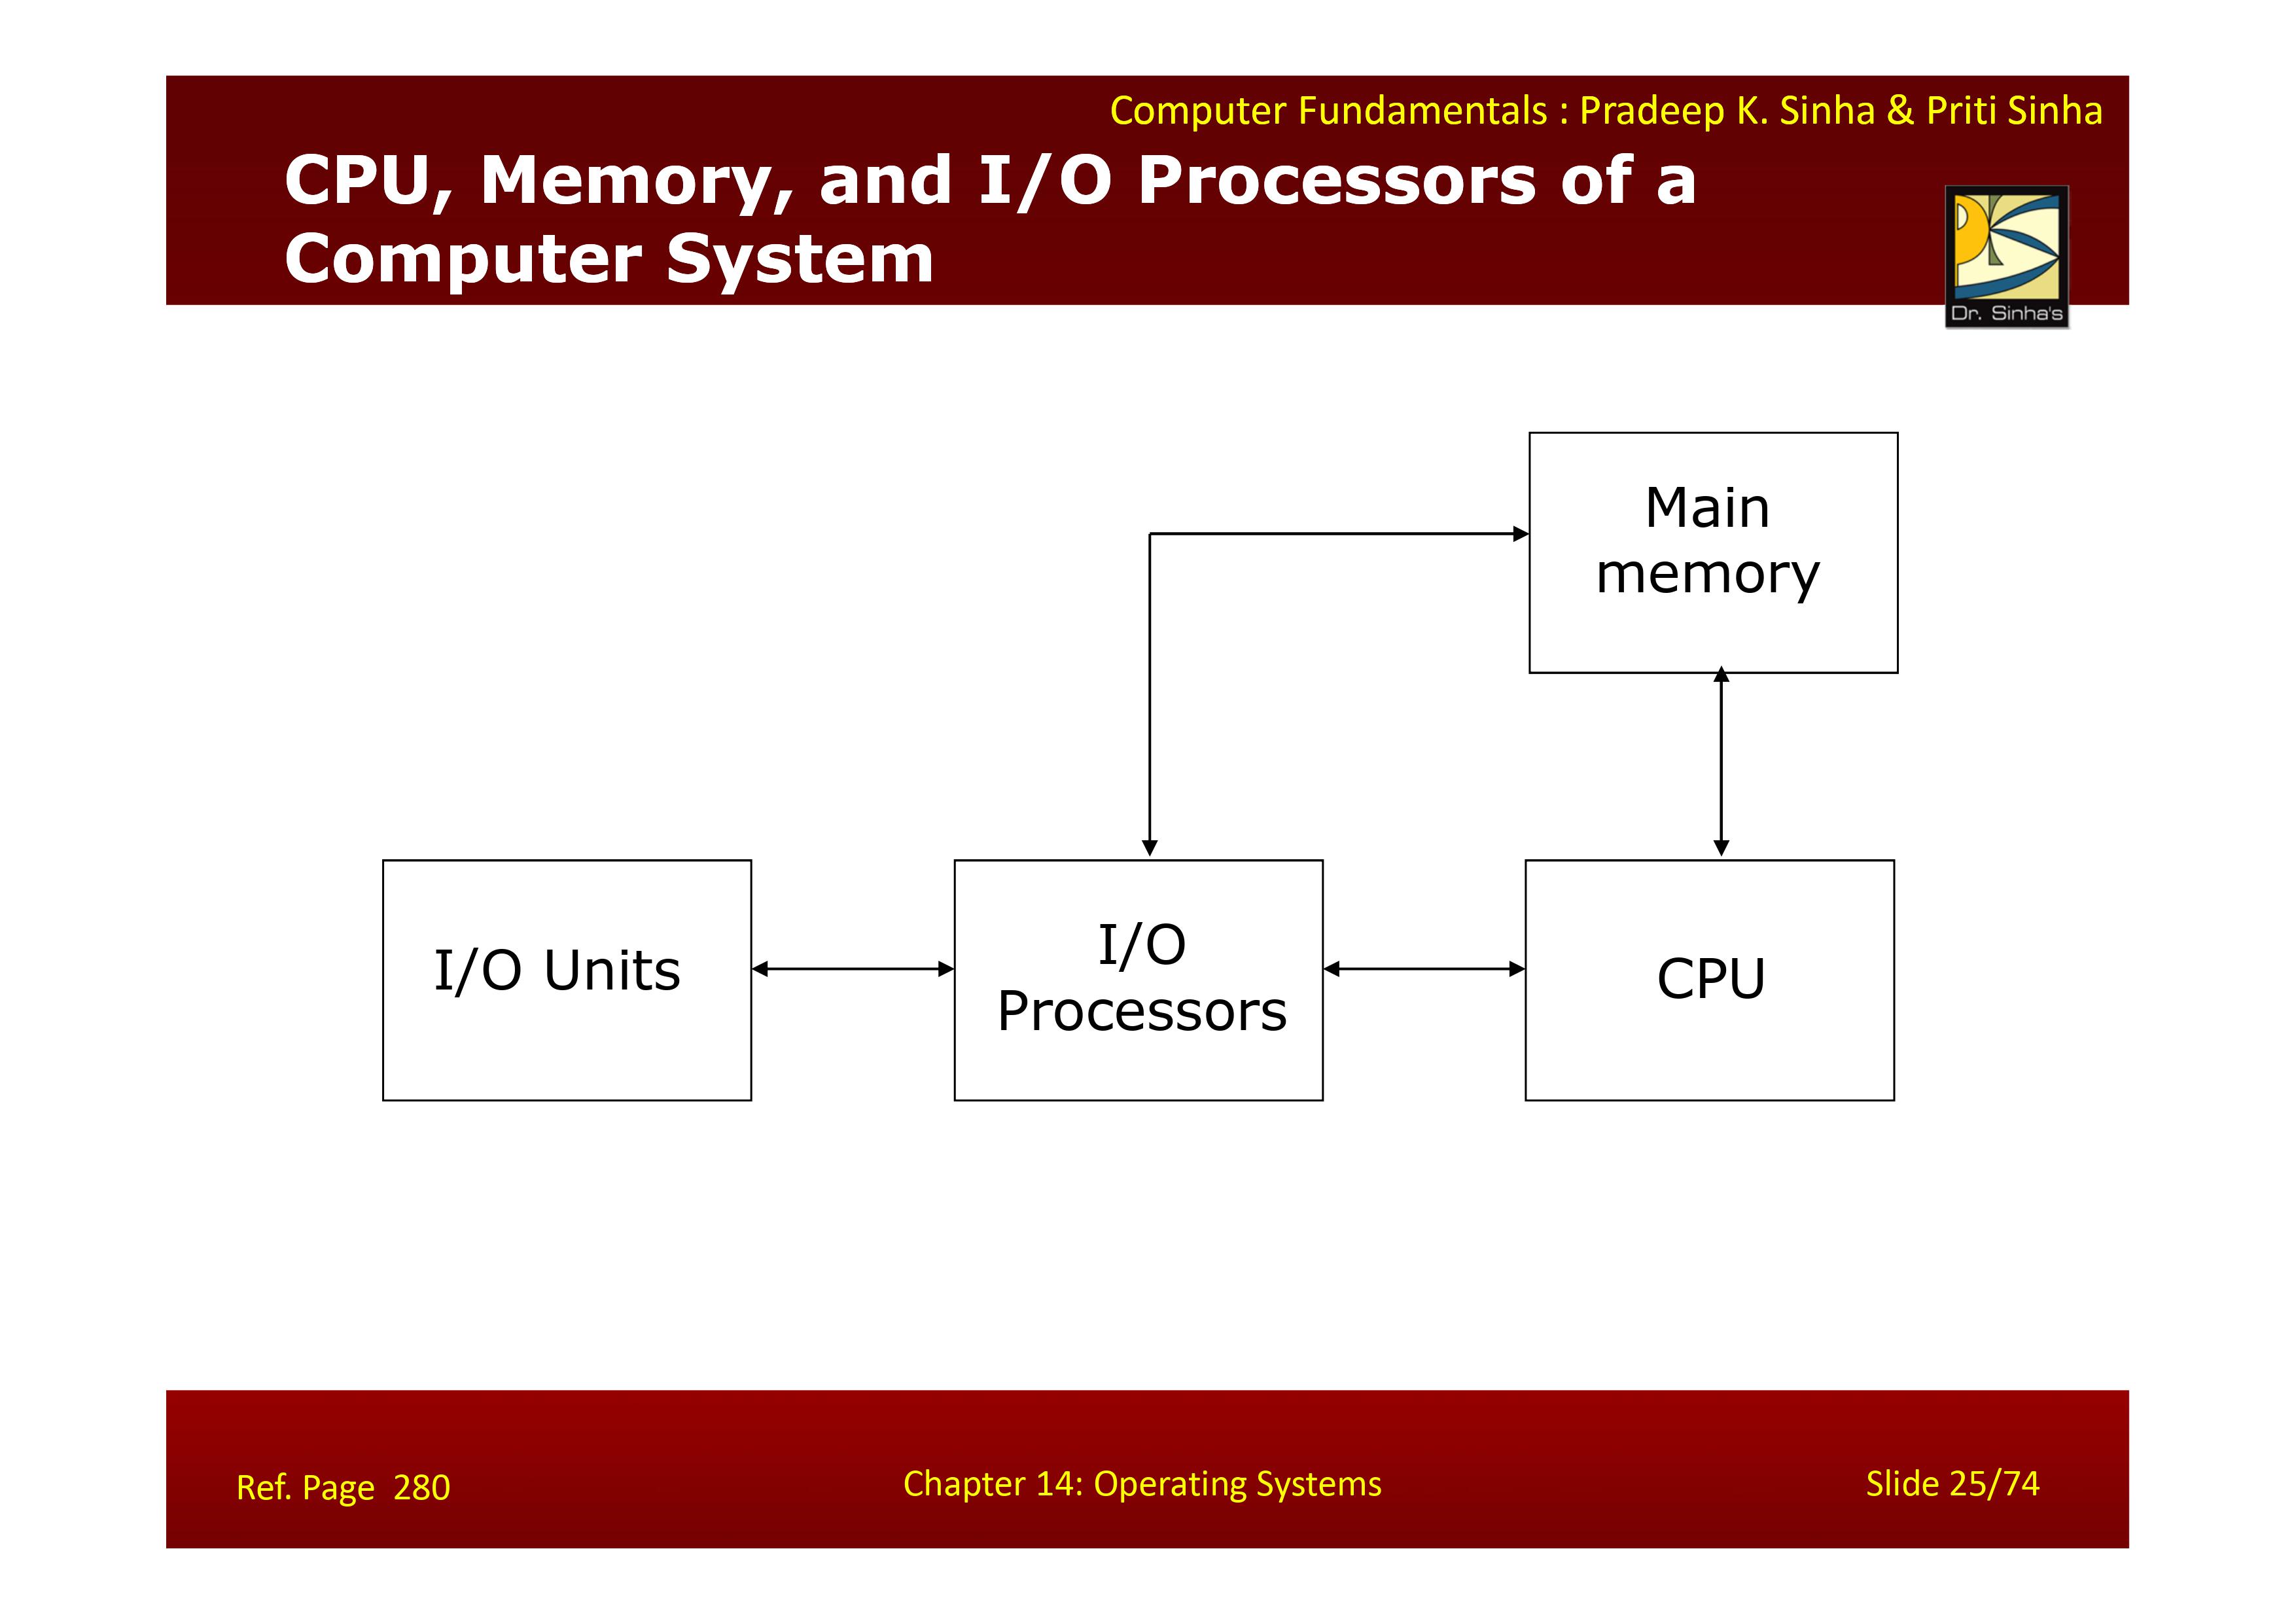 Computer Fundamentals : Pradeep K. Sinha & Priti Sinha
CPU, Memory, and I/O Processors of a
Computer System
Dr. Sinha's
Main
memory
I/O Units
I/O
Processors
CPU
Ref. Page 280
Chapter 14: Operating Systems
Slide 25/74